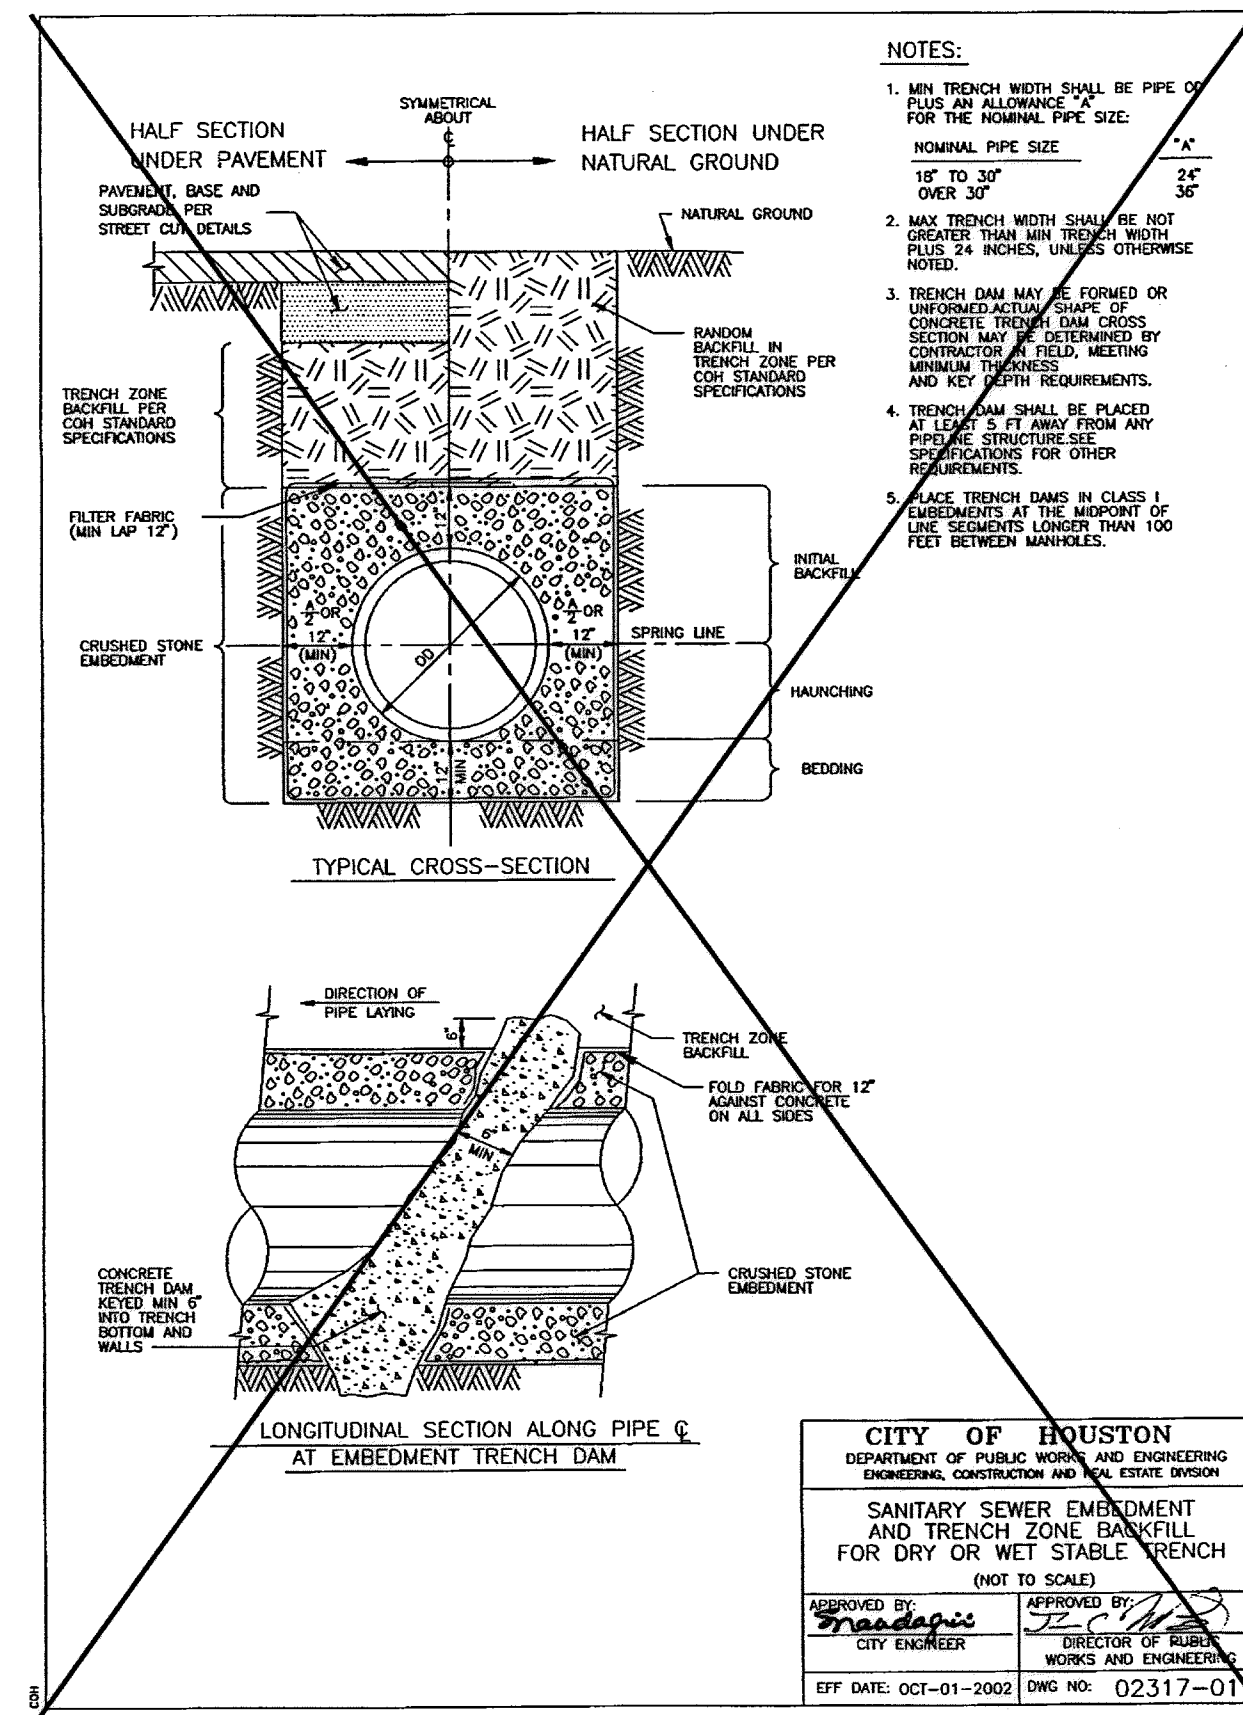 NOTES:
1. MIN TRENCH WIDTH SHALL BE PIPE OD
PLUS AN ALLOWANCE "A"
FOR THE NOMINAL PIPE SIZE:
NOMINAL PIPE SIZE "A"
18" TO 30" 24"
OVER 30" 36"
2. MAX TRENCH WIDTH SHALL BE NOT
GREATER THAN MIN TRENCH WIDTH
PLUS 24 INCHES, UNLESS OTHERWISE
NOTED.
3. TRENCH DAM MAY BE FORMED OR
UNFORMED.ACTUAL SHAPE OF
CONCRETE TRENCH DAM CROSS
SECTION MAY BE DETERMINED BY
CONTRACTOR IN FIELD, MEETING
MINIMUM THICKNESS
AND KEY DEPTH REQUIREMENTS.
4. TRENCH DAM SHALL BE PLACED
AT LEAST 5 FT AWAY FROM ANY
PIPELINE STRUCTURE.SEE
SPECIFICATIONS FOR OTHER
REQUIREMENTS.
5. PLACE TRENCH DAMS IN CLASS I
EMBEDMENTS AT THE MIDPOINT OF
LINE SEGMENTS LONGER THAN 100
FEET BETWEEN MANHOLES.
SYMMETRICAL
ABOUT
℄
HALF SECTION
UNDER PAVEMENT
HALF SECTION UNDER
NATURAL GROUND
PAVEMENT, BASE AND
SUBGRADE PER
STREET CUT DETAILS
NATURAL GROUND
RANDOM
BACKFILL IN
TRENCH ZONE PER
COH STANDARD
SPECIFICATIONS
TRENCH ZONE
BACKFILL PER
COH STANDARD
SPECIFICATIONS
FILTER FABRIC
(MIN LAP 12")
12"
INITIAL
BACKFILL
A/2 OR
12"
(MIN)
A/2 OR
12"
(MIN)
SPRING LINE
OD
CRUSHED STONE
EMBEDMENT
HAUNCHING
12"
MIN
BEDDING
TYPICAL CROSS-SECTION
DIRECTION OF
PIPE LAYING
6"
TRENCH ZONE
BACKFILL
FOLD FABRIC FOR 12"
AGAINST CONCRETE
ON ALL SIDES
6"
MIN
CRUSHED STONE
EMBEDMENT
CONCRETE
TRENCH DAM
KEYED MIN 6"
INTO TRENCH
BOTTOM AND
WALLS
LONGITUDINAL SECTION ALONG PIPE ℄
AT EMBEDMENT TRENCH DAM
CITY OF HOUSTON
DEPARTMENT OF PUBLIC WORKS AND ENGINEERING
ENGINEERING, CONSTRUCTION AND REAL ESTATE DIVISION
SANITARY SEWER EMBEDMENT
AND TRENCH ZONE BACKFILL
FOR DRY OR WET STABLE TRENCH
(NOT TO SCALE)
APPROVED BY:
CITY ENGINEER
APPROVED BY:
DIRECTOR OF PUBLIC
WORKS AND ENGINEERING
EFF DATE: OCT-01-2002
DWG NO: 02317-01
COH